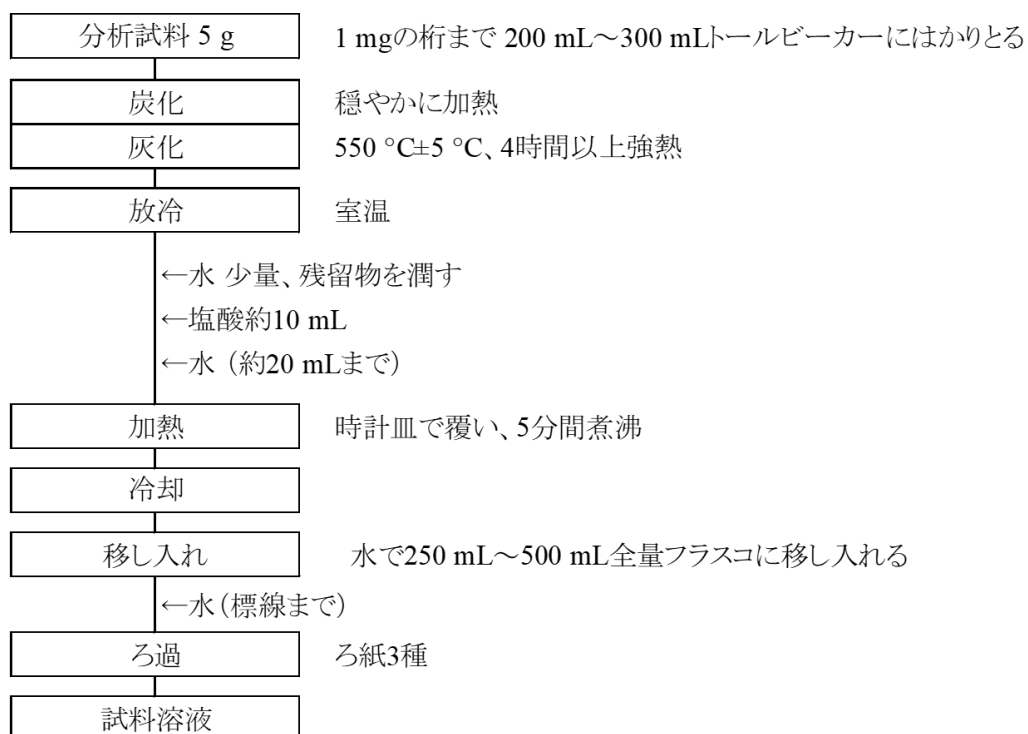 分析試料 5 g 1 mgの桁まで 200 mL～300 mLトールビーカーにはかりとる
炭化 穏やかに加熱
灰化 550 °C±5 °C、4時間以上強熱
放冷 室温
←水 少量、残留物を潤す
←塩酸約10 mL
←水（約20 mLまで）
加熱 時計皿で覆い、5分間煮沸
冷却
移し入れ 水で250 mL～500 mL全量フラスコに移し入れる
←水（標線まで）
ろ過 ろ紙3種
試料溶液